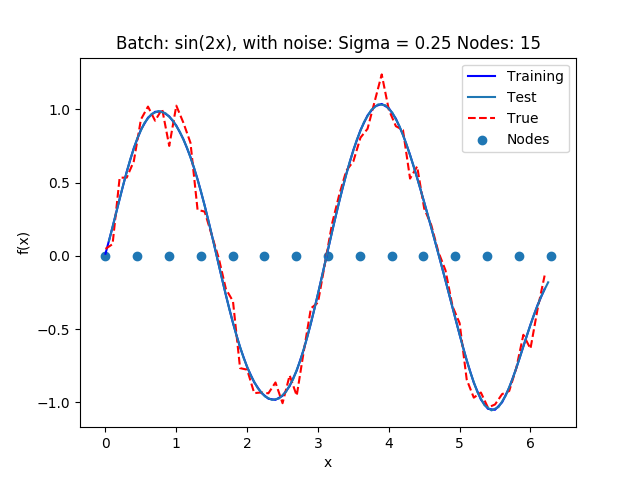 Batch: sin(2x), with noise: Sigma = 0.25 Nodes: 15
Training
Test
True
Nodes
1.0
0.5
0.0
−0.5
−1.0
f(x)
0 1 2 3 4 5 6
x